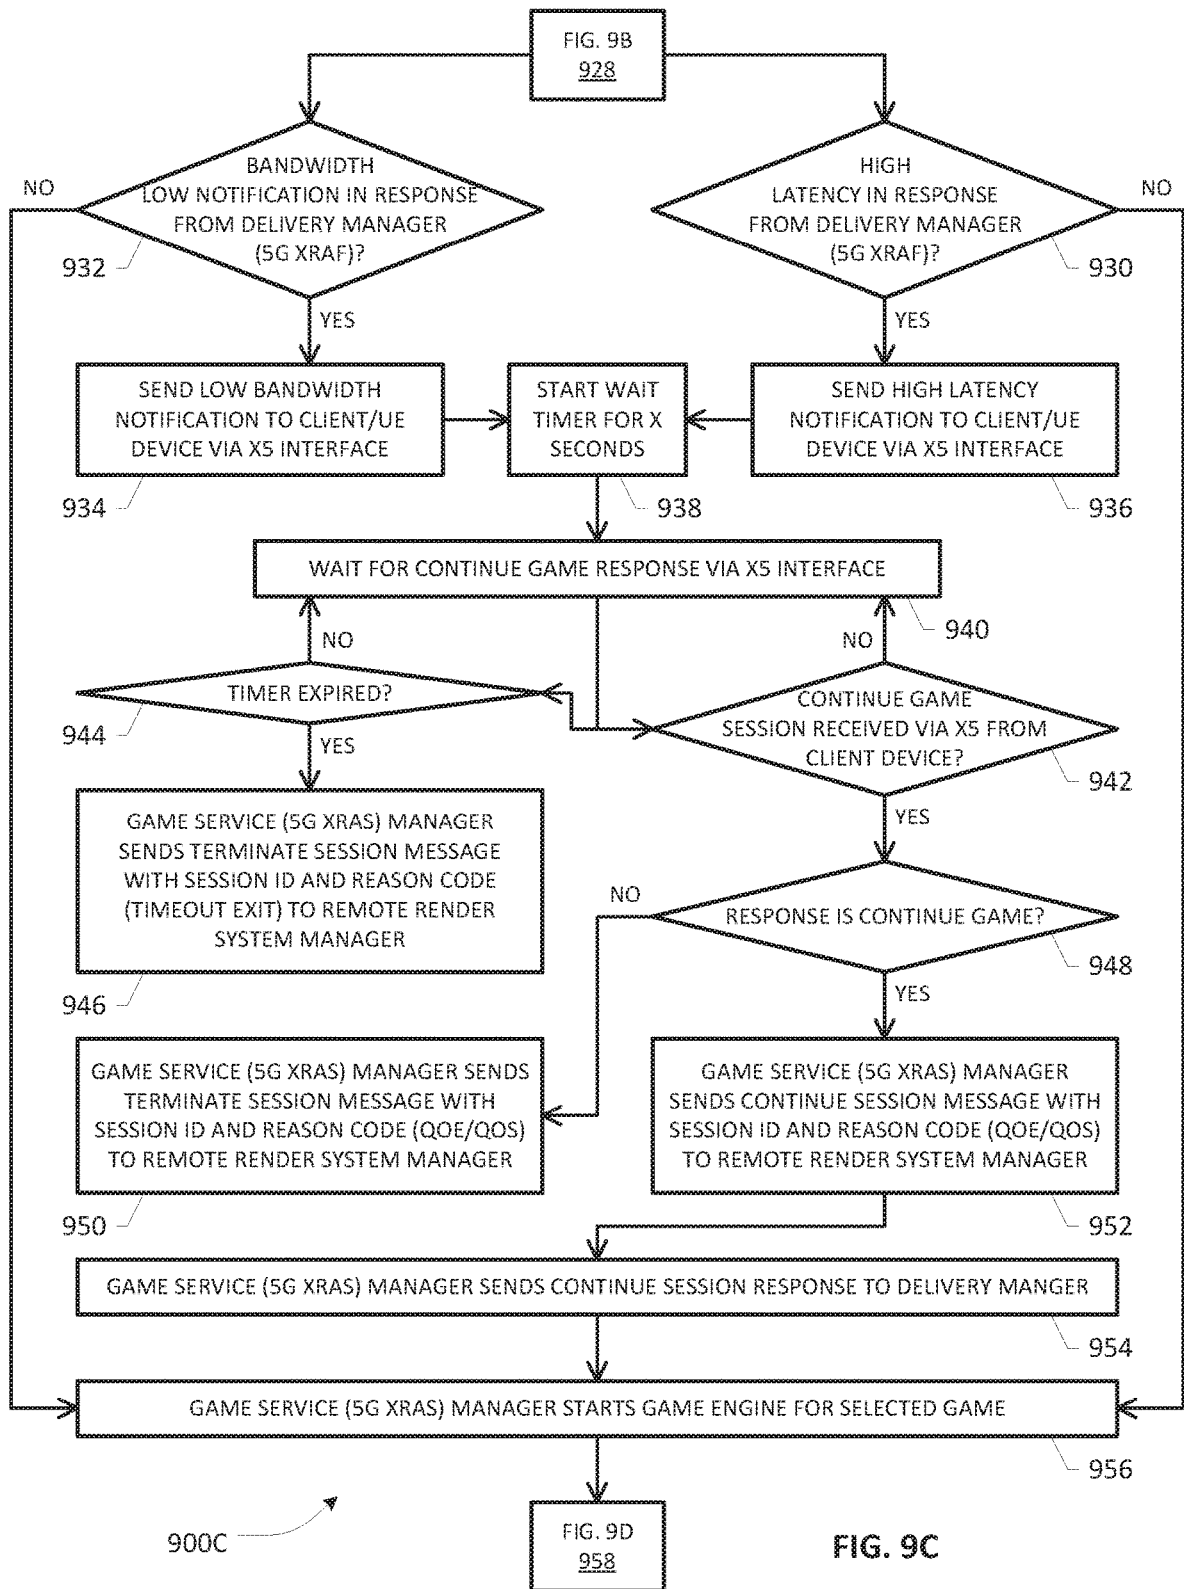 FIG. 9B
928
BANDWIDTH
LOW NOTIFICATION IN RESPONSE
FROM DELIVERY MANAGER
(5G XRAF)?
NO
932
YES
HIGH
LATENCY IN RESPONSE
FROM DELIVERY MANAGER
(5G XRAF)?
NO
930
YES
SEND LOW BANDWIDTH
NOTIFICATION TO CLIENT/UE
DEVICE VIA X5 INTERFACE
934
START WAIT
TIMER FOR X
SECONDS
938
SEND HIGH LATENCY
NOTIFICATION TO CLIENT/UE
DEVICE VIA X5 INTERFACE
936
WAIT FOR CONTINUE GAME RESPONSE VIA X5 INTERFACE
940
NO
NO
TIMER EXPIRED?
944
YES
CONTINUE GAME
SESSION RECEIVED VIA X5 FROM
CLIENT DEVICE?
942
YES
GAME SERVICE (5G XRAS) MANAGER
SENDS TERMINATE SESSION MESSAGE
WITH SESSION ID AND REASON CODE
(TIMEOUT EXIT) TO REMOTE RENDER
SYSTEM MANAGER
946
NO
RESPONSE IS CONTINUE GAME?
948
YES
GAME SERVICE (5G XRAS) MANAGER SENDS
TERMINATE SESSION MESSAGE WITH
SESSION ID AND REASON CODE (QOE/QOS)
TO REMOTE RENDER SYSTEM MANAGER
950
GAME SERVICE (5G XRAS) MANAGER
SENDS CONTINUE SESSION MESSAGE WITH
SESSION ID AND REASON CODE (QOE/QOS)
TO REMOTE RENDER SYSTEM MANAGER
952
GAME SERVICE (5G XRAS) MANAGER SENDS CONTINUE SESSION RESPONSE TO DELIVERY MANGER
954
GAME SERVICE (5G XRAS) MANAGER STARTS GAME ENGINE FOR SELECTED GAME
956
900C
FIG. 9D
958
FIG. 9C